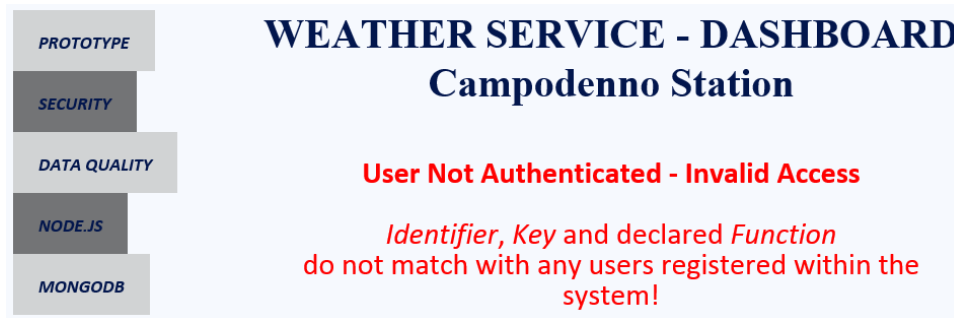 PROTOTYPE
SECURITY
DATA QUALITY
NODE.JS
MONGODB
WEATHER SERVICE - DASHBOARD
Campodenno Station
User Not Authenticated - Invalid Access
Identifier, Key and declared Function
do not match with any users registered within the
system!